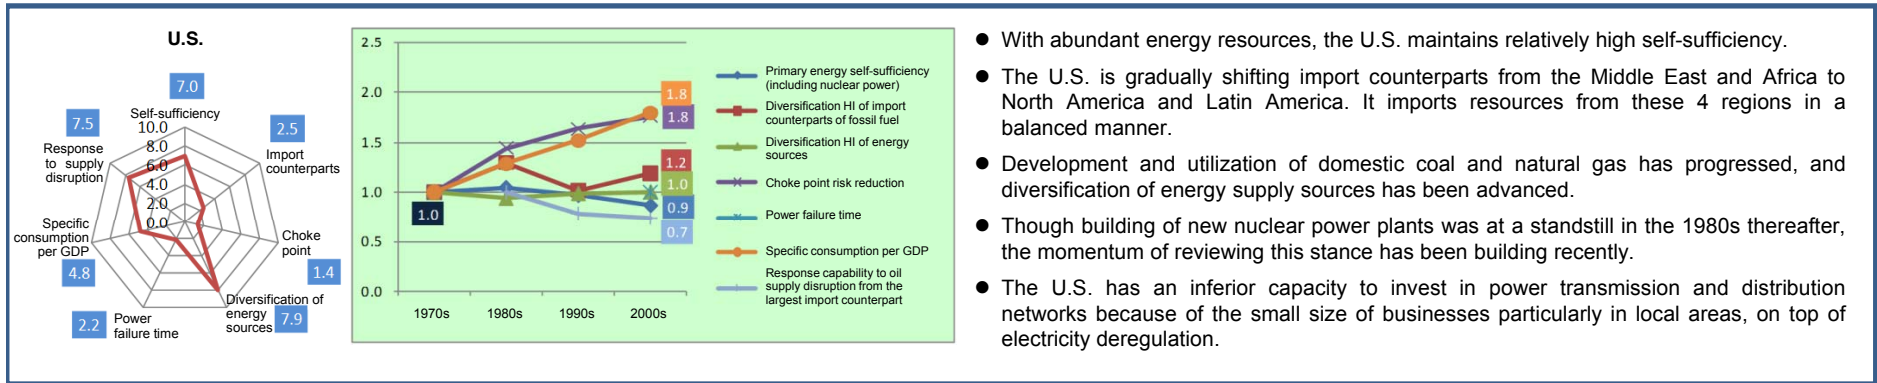 U.S.
7.0
Self-sufficiency
7.5
2.5
Response
to supply
disruption
Import
counterparts
10.0
8.0
6.0
4.0
2.0
0.0
Specific
consumption
per GDP
4.8
Choke
point
1.4
2.2
Power
failure time
Diversification of
energy
sources
7.9
2.5
2.0
1.5
1.0
0.5
0.0
1970s
1980s
1990s
2000s
1.0
1.8
1.8
1.2
1.0
0.9
0.7
Primary energy self-sufficiency
(including nuclear power)
Diversification HI of import
counterparts of fossil fuel
Diversification HI of energy
sources
Choke point risk reduction
Power failure time
Specific consumption per GDP
Response capability to oil
supply disruption from the
largest import counterpart
● With abundant energy resources, the U.S. maintains relatively high self-sufficiency.
● The U.S. is gradually shifting import counterparts from the Middle East and Africa to
North America and Latin America. It imports resources from these 4 regions in a
balanced manner.
● Development and utilization of domestic coal and natural gas has progressed, and
diversification of energy supply sources has been advanced.
● Though building of new nuclear power plants was at a standstill in the 1980s thereafter,
the momentum of reviewing this stance has been building recently.
● The U.S. has an inferior capacity to invest in power transmission and distribution
networks because of the small size of businesses particularly in local areas, on top of
electricity deregulation.